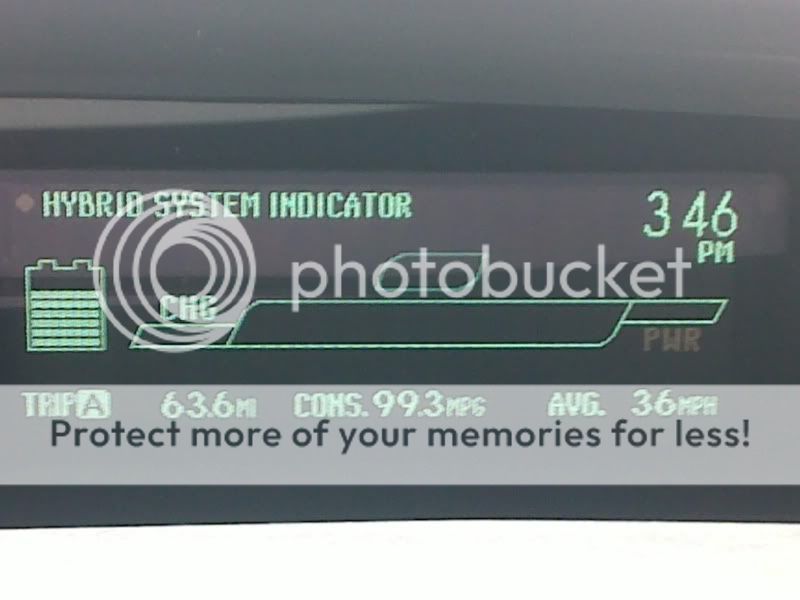 HYBRID SYSTEM INDICATOR
3 46
PM
photobucket
CHG
PWR
TRIP A 63.6MI CONS. 99.3MPG AVG. 36MPH
Protect more of your memories for less!